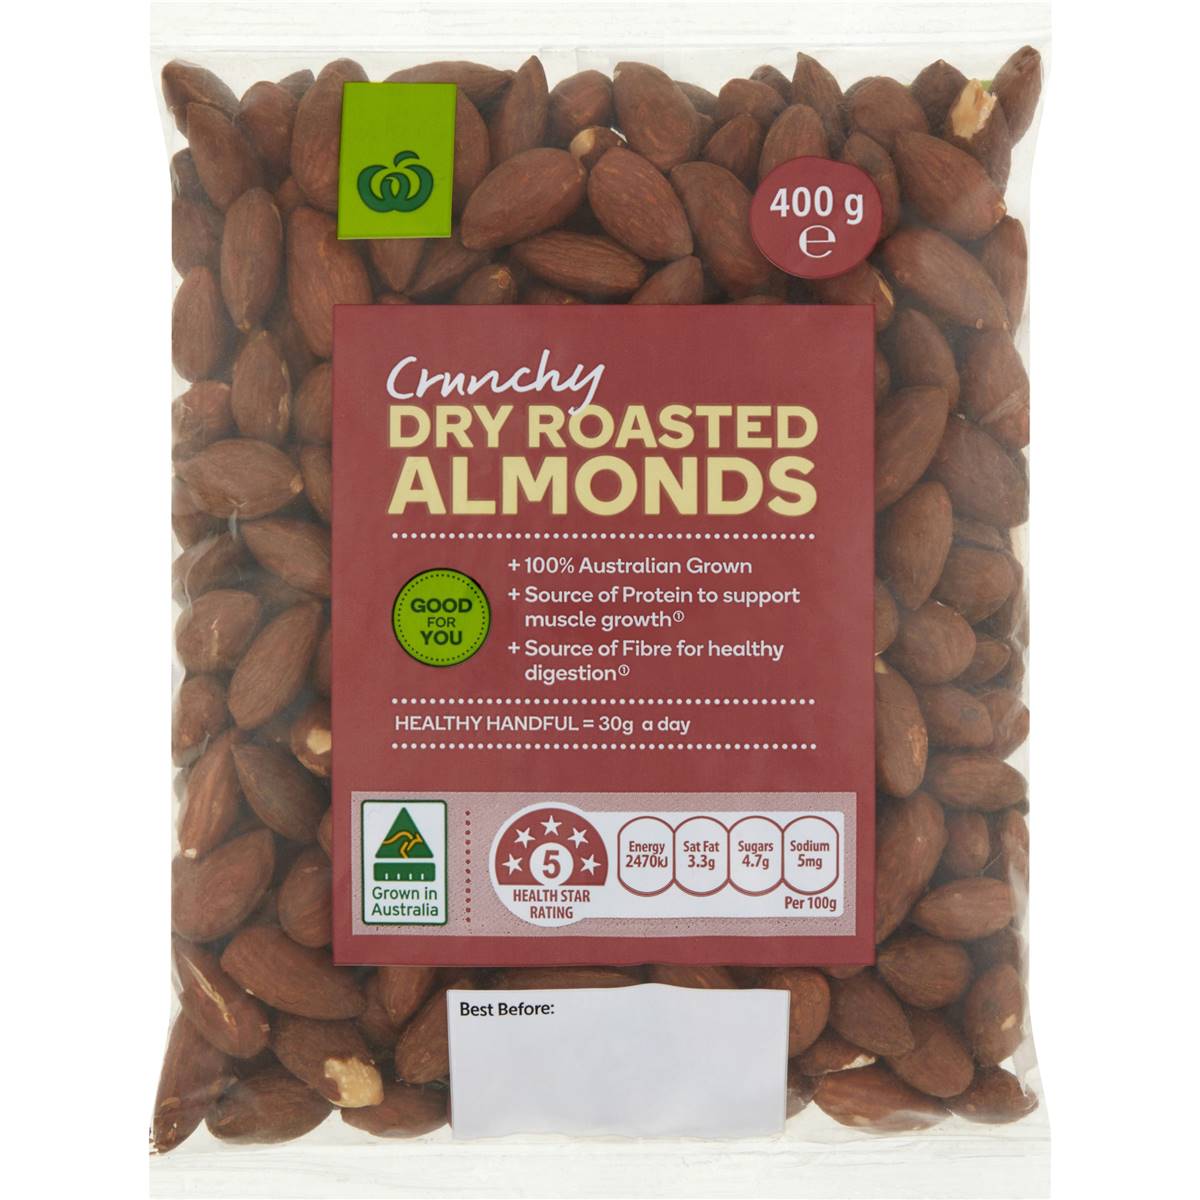 400 g
℮
Crunchy
DRY ROASTED
ALMONDS
GOOD
FOR
YOU
+ 100% Australian Grown
+ Source of Protein to support
muscle growth①
+ Source of Fibre for healthy
digestion①
HEALTHY HANDFUL = 30g a day
Grown in
Australia
5
HEALTH STAR
RATING
Energy
2470kJ
Sat Fat
3.3g
Sugars
4.7g
Sodium
5mg
Per 100g
Best Before: